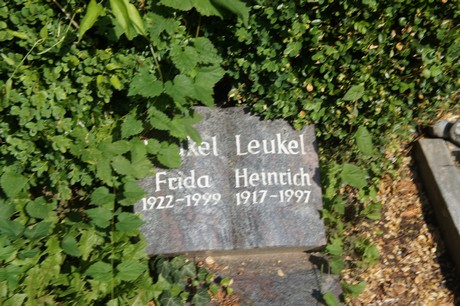 kel
Frida
1922-1999
Leukel
Heinrich
1917-1997